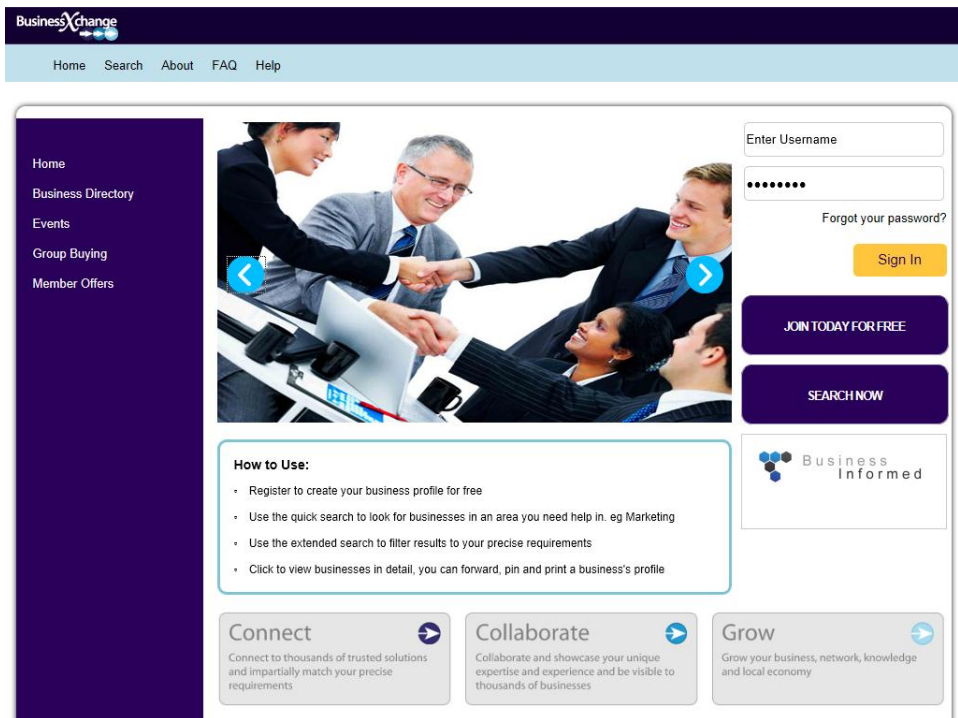 BusinessXchange
Home Search About FAQ Help
Home
Business Directory
Events
Group Buying
Member Offers
Enter Username
••••••••
Forgot your password?
Sign In
JOIN TODAY FOR FREE
SEARCH NOW
Business
Informed
How to Use:
Register to create your business profile for free
Use the quick search to look for businesses in an area you need help in. eg Marketing
Use the extended search to filter results to your precise requirements
Click to view businesses in detail, you can forward, pin and print a business's profile
Connect
Connect to thousands of trusted solutions
and impartially match your precise
requirements
Collaborate
Collaborate and showcase your unique
expertise and experience and be visible to
thousands of businesses
Grow
Grow your business, network, knowledge
and local economy